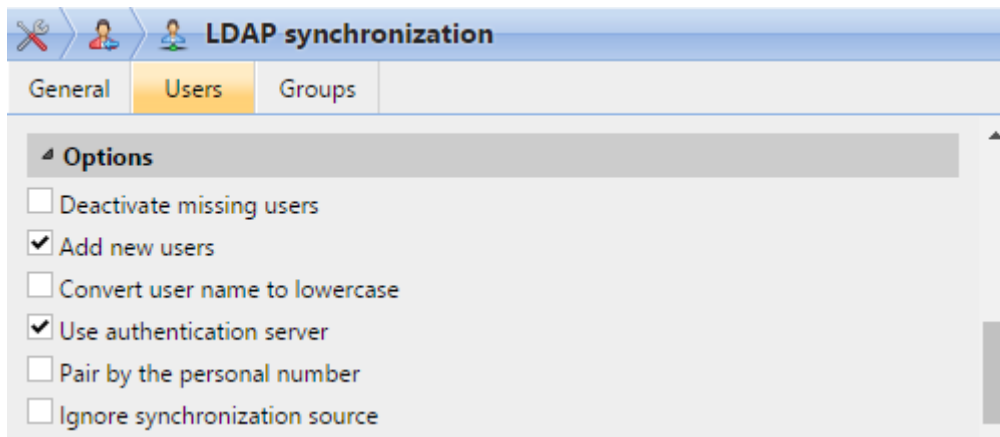 LDAP synchronization
General Users Groups
Options
Deactivate missing users
Add new users
Convert user name to lowercase
Use authentication server
Pair by the personal number
Ignore synchronization source